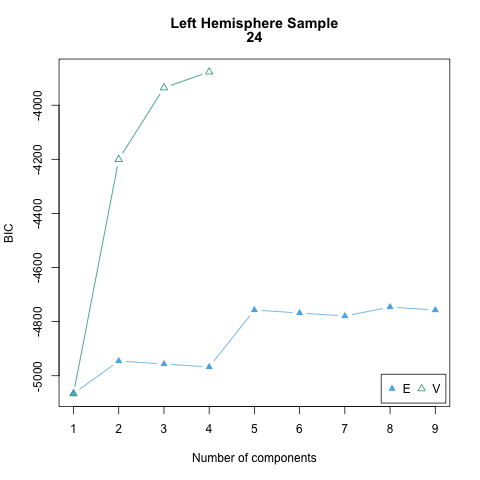 Left Hemisphere Sample
24
BIC
-4000
-4200
-4400
-4600
-4800
-5000
1 2 3 4 5 6 7 8 9
Number of components
E V